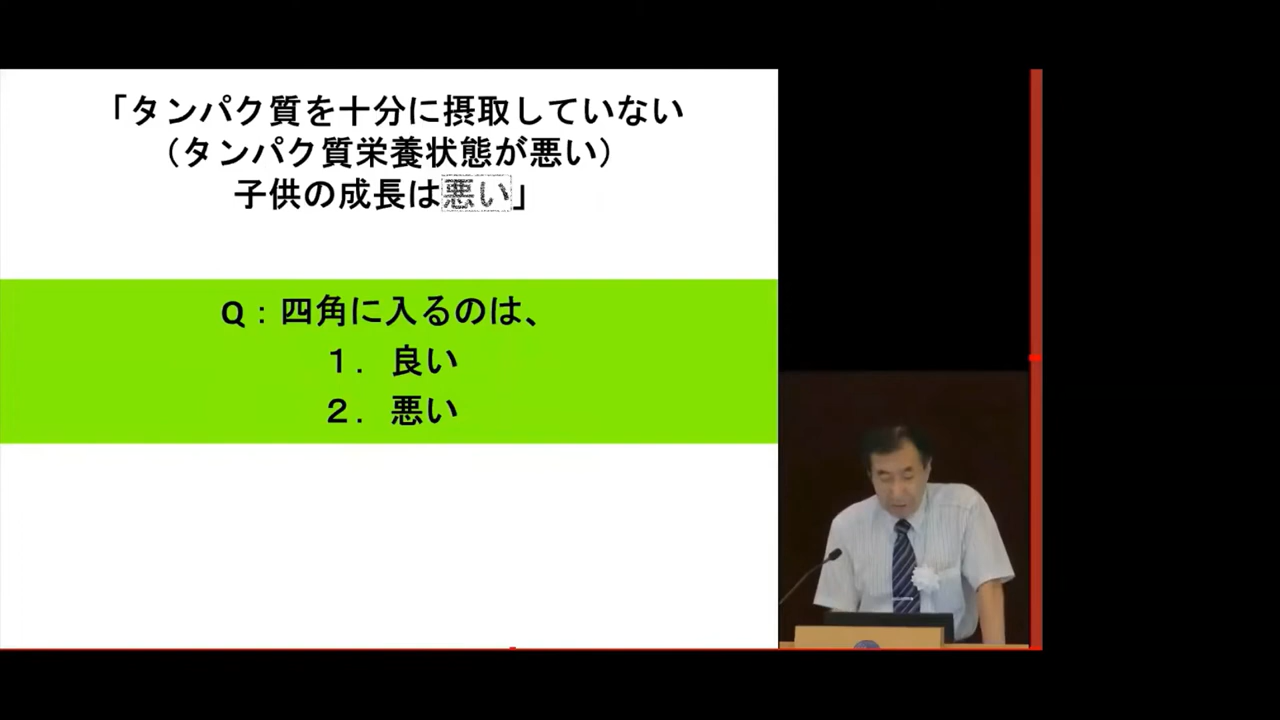 「タンパク質を十分に摂取していない
（タンパク質栄養状態が悪い）
子供の成長は悪い」
Q：四角に入るのは、
１．良い
２．悪い